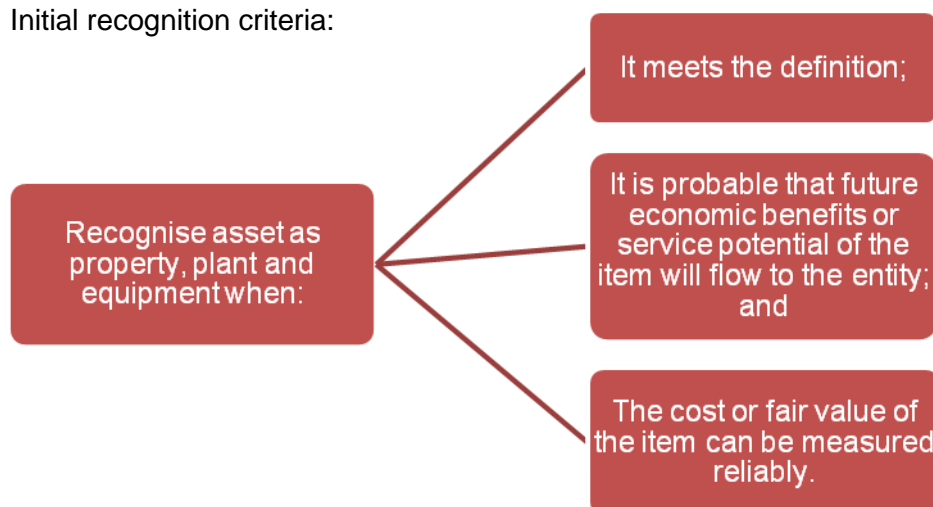 Initial recognition criteria:
It meets the definition;
Recognise asset as
property, plant and
equipment when:
It is probable that future
economic benefits or
service potential of the
item will flow to the entity;
and
The cost or fair value of
the item can be measured
reliably.